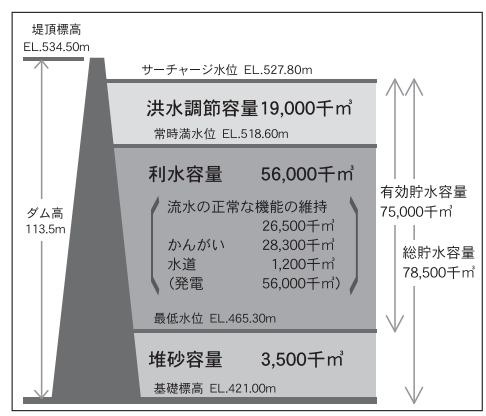 堤頂標高
EL.534.50m
サーチャージ水位 EL.527.80m
洪水調節容量19,000千㎥
常時満水位 EL.518.60m
利水容量 56,000千㎥
流水の正常な機能の維持
26,500千㎥
かんがい 28,300千㎥
水道 1,200千㎥
(発電 56,000千㎥)
最低水位 EL.465.30m
堆砂容量 3,500千㎥
基礎標高 EL.421.00m
ダム高
113.5m
有効貯水容量
75,000千㎥
総貯水容量
78,500千㎥